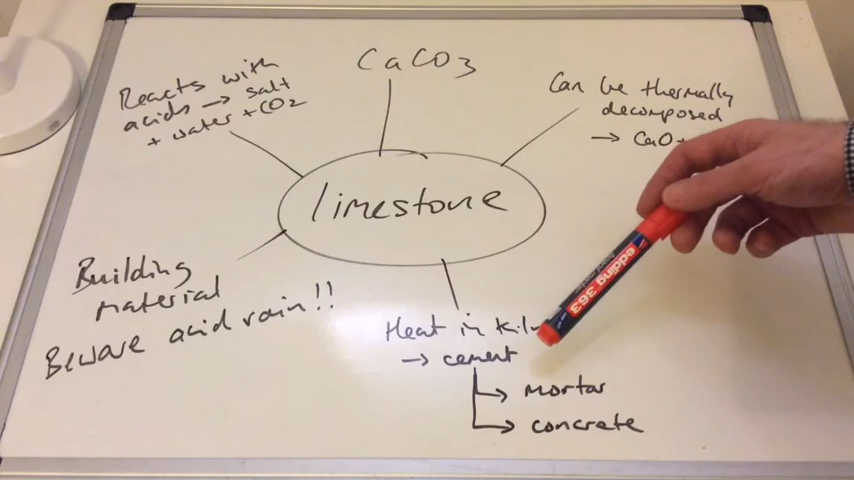 CaCO3
Reacts with
acids → salt
+ water + CO2
Can be thermally
decomposed
→ CaO
limestone
Building
material
Beware acid rain!!
Heat in
→ cement
→ mortar
→ concrete
edding 363